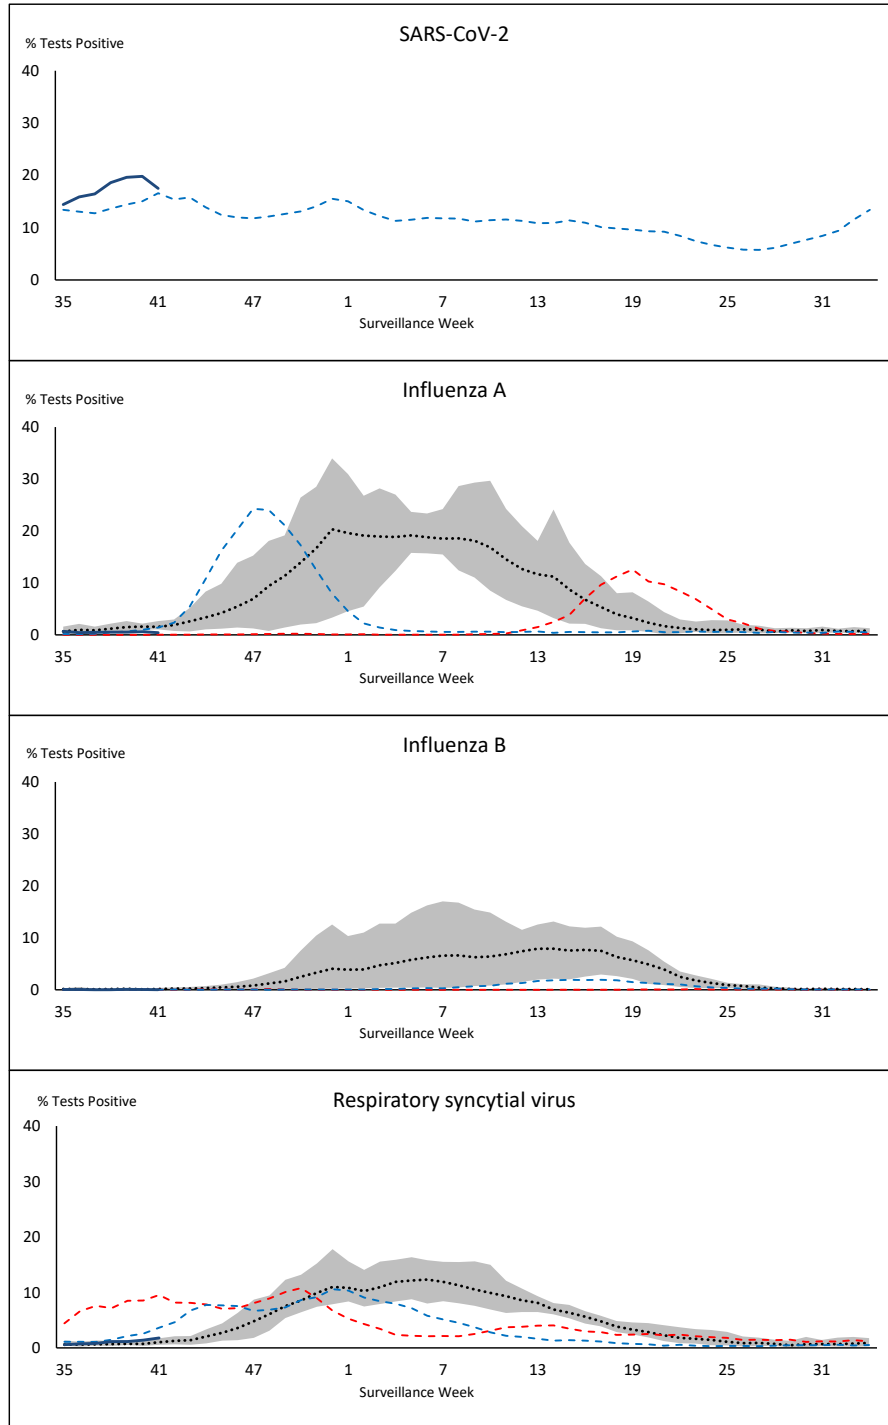 SARS-CoV-2
% Tests Positive
40
30
20
10
0
35 41 47 1 7 13 19 25 31
Surveillance Week
Influenza A
% Tests Positive
40
30
20
10
0
35 41 47 1 7 13 19 25 31
Surveillance Week
Influenza B
% Tests Positive
40
30
20
10
0
35 41 47 1 7 13 19 25 31
Surveillance Week
Respiratory syncytial virus
% Tests Positive
40
30
20
10
0
35 41 47 1 7 13 19 25 31
Surveillance Week